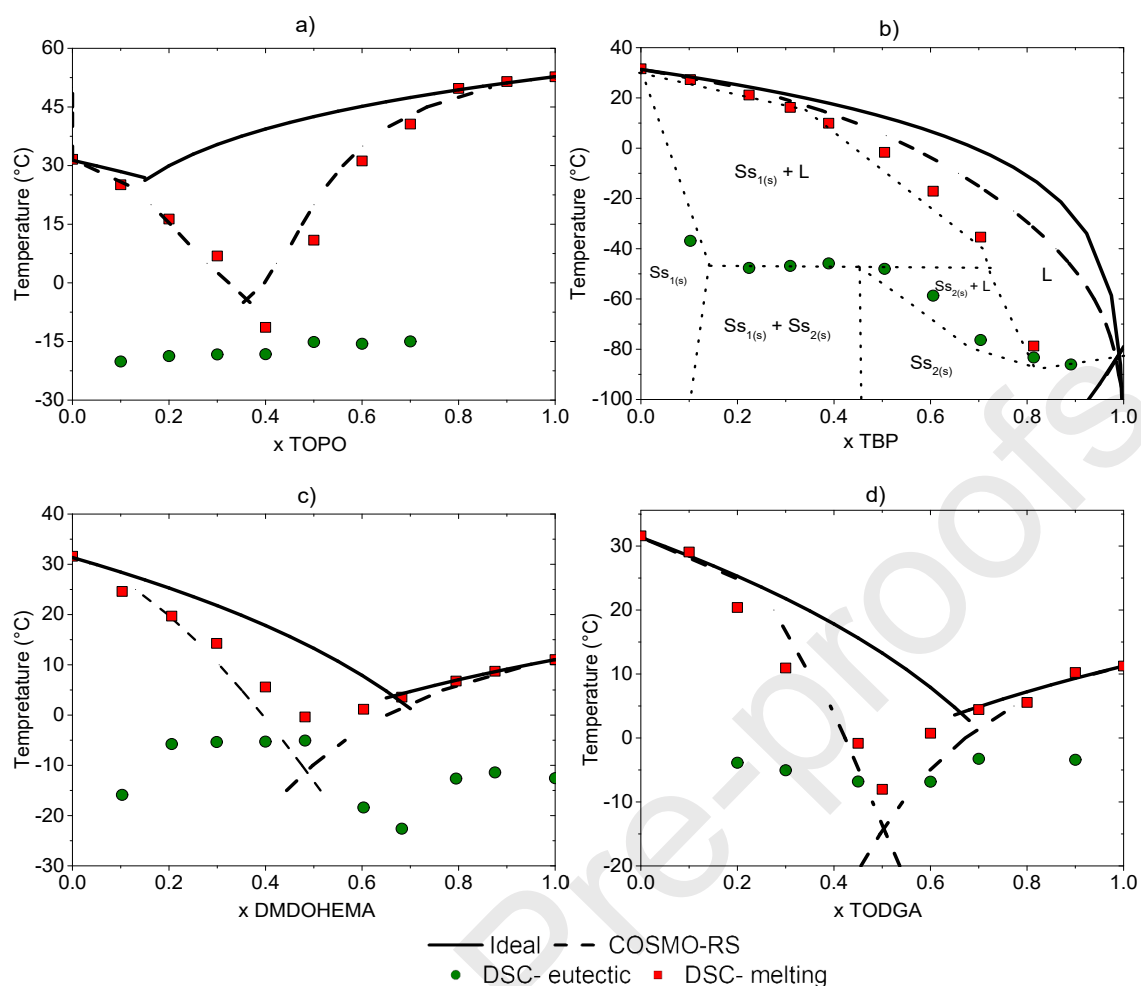 a)
60
45
30
15
0
-15
-30
Temperature (°C)
0.0 0.2 0.4 0.6 0.8 1.0
x TOPO
b)
40
20
0
-20
-40
-60
-80
-100
Temperature (°C)
Ss1(s) + L
L
Ss1(s)
Ss2(s) + L
Ss1(s) + Ss2(s)
Ss2(s)
0.0 0.2 0.4 0.6 0.8 1.0
x TBP
c)
40
30
20
10
0
-10
-20
-30
Tempretature (°C)
0.0 0.2 0.4 0.6 0.8 1.0
x DMDOHEMA
d)
30
20
10
0
-10
-20
Temperature (°C)
0.0 0.2 0.4 0.6 0.8 1.0
x TODGA
Ideal COSMO-RS
DSC- eutectic DSC- melting
Pre-proofs